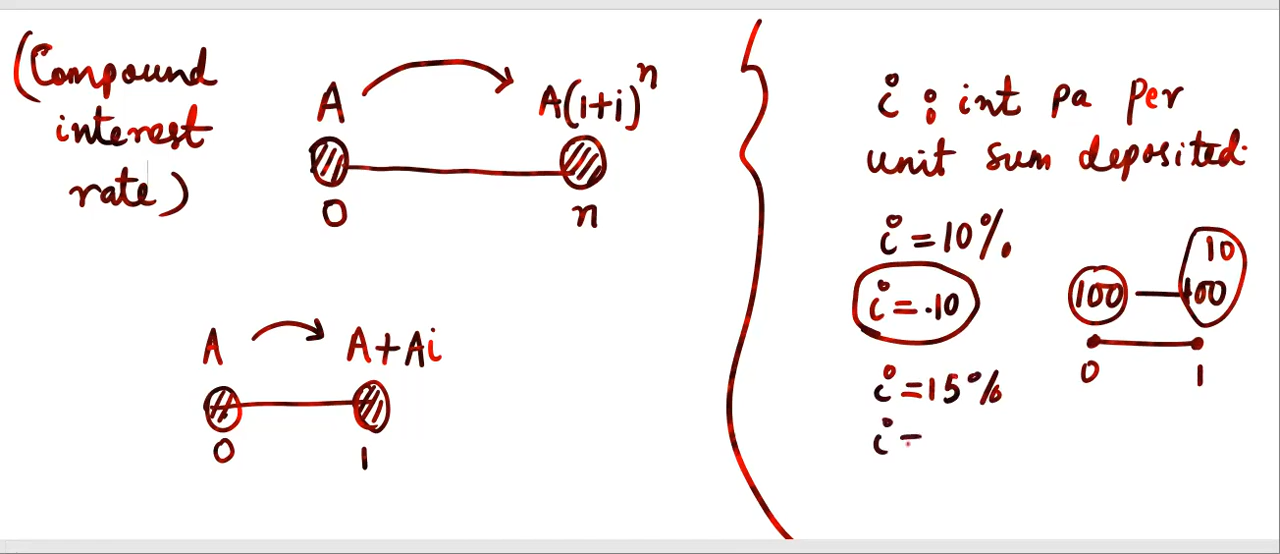 (Compound
interest
rate)
A A(1+i)^n
0 n
A A+Ai
0 1
i : int pa per
unit sum deposited.
i = 10%
10
i = .10
100 100
0 1
i = 15%
i =